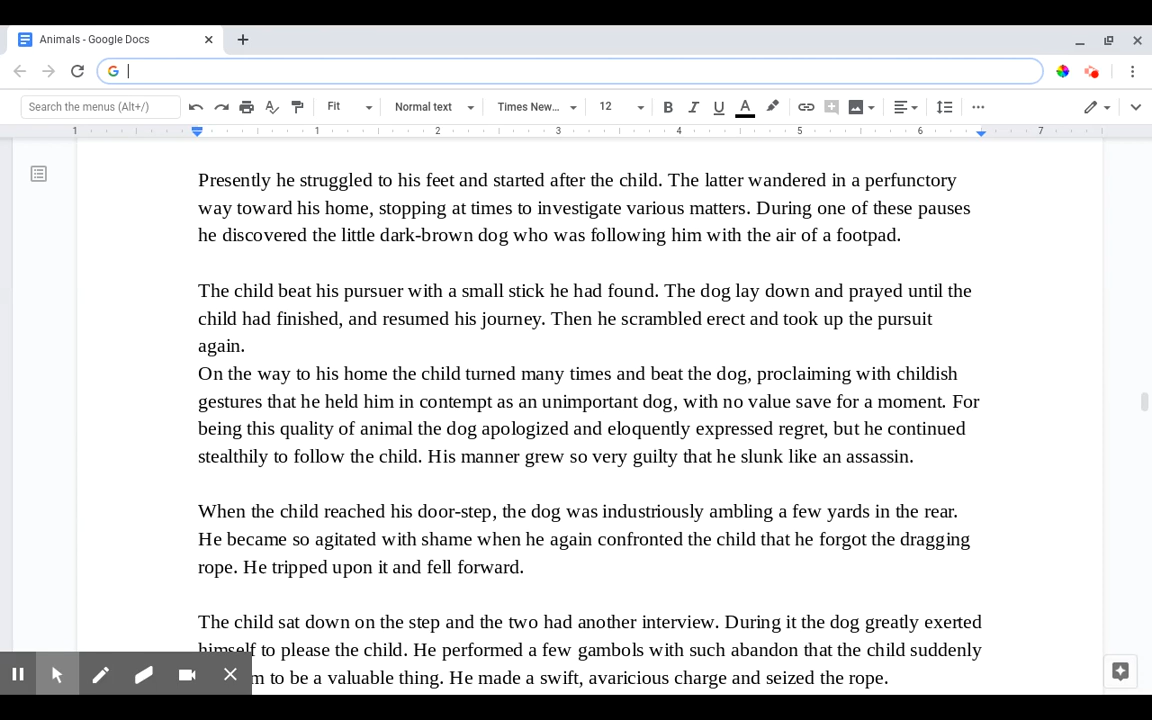 Animals - Google Docs
Search the menus (Alt+/)
Fit
Normal text
Times New...
12
1 1 2 3 4 5 6 7
Presently he struggled to his feet and started after the child. The latter wandered in a perfunctory
way toward his home, stopping at times to investigate various matters. During one of these pauses
he discovered the little dark-brown dog who was following him with the air of a footpad.
The child beat his pursuer with a small stick he had found. The dog lay down and prayed until the
child had finished, and resumed his journey. Then he scrambled erect and took up the pursuit
again.
On the way to his home the child turned many times and beat the dog, proclaiming with childish
gestures that he held him in contempt as an unimportant dog, with no value save for a moment. For
being this quality of animal the dog apologized and eloquently expressed regret, but he continued
stealthily to follow the child. His manner grew so very guilty that he slunk like an assassin.
When the child reached his door-step, the dog was industriously ambling a few yards in the rear.
He became so agitated with shame when he again confronted the child that he forgot the dragging
rope. He tripped upon it and fell forward.
The child sat down on the step and the two had another interview. During it the dog greatly exerted
himself to please the child. He performed a few gambols with such abandon that the child suddenly
to be a valuable thing. He made a swift, avaricious charge and seized the rope.